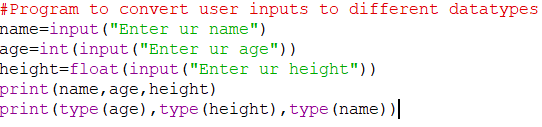 #Program to convert user inputs to different datatypes
name=input("Enter ur name")
age=int(input("Enter ur age"))
height=float(input("Enter ur height"))
print(name,age,height)
print(type(age),type(height),type(name))